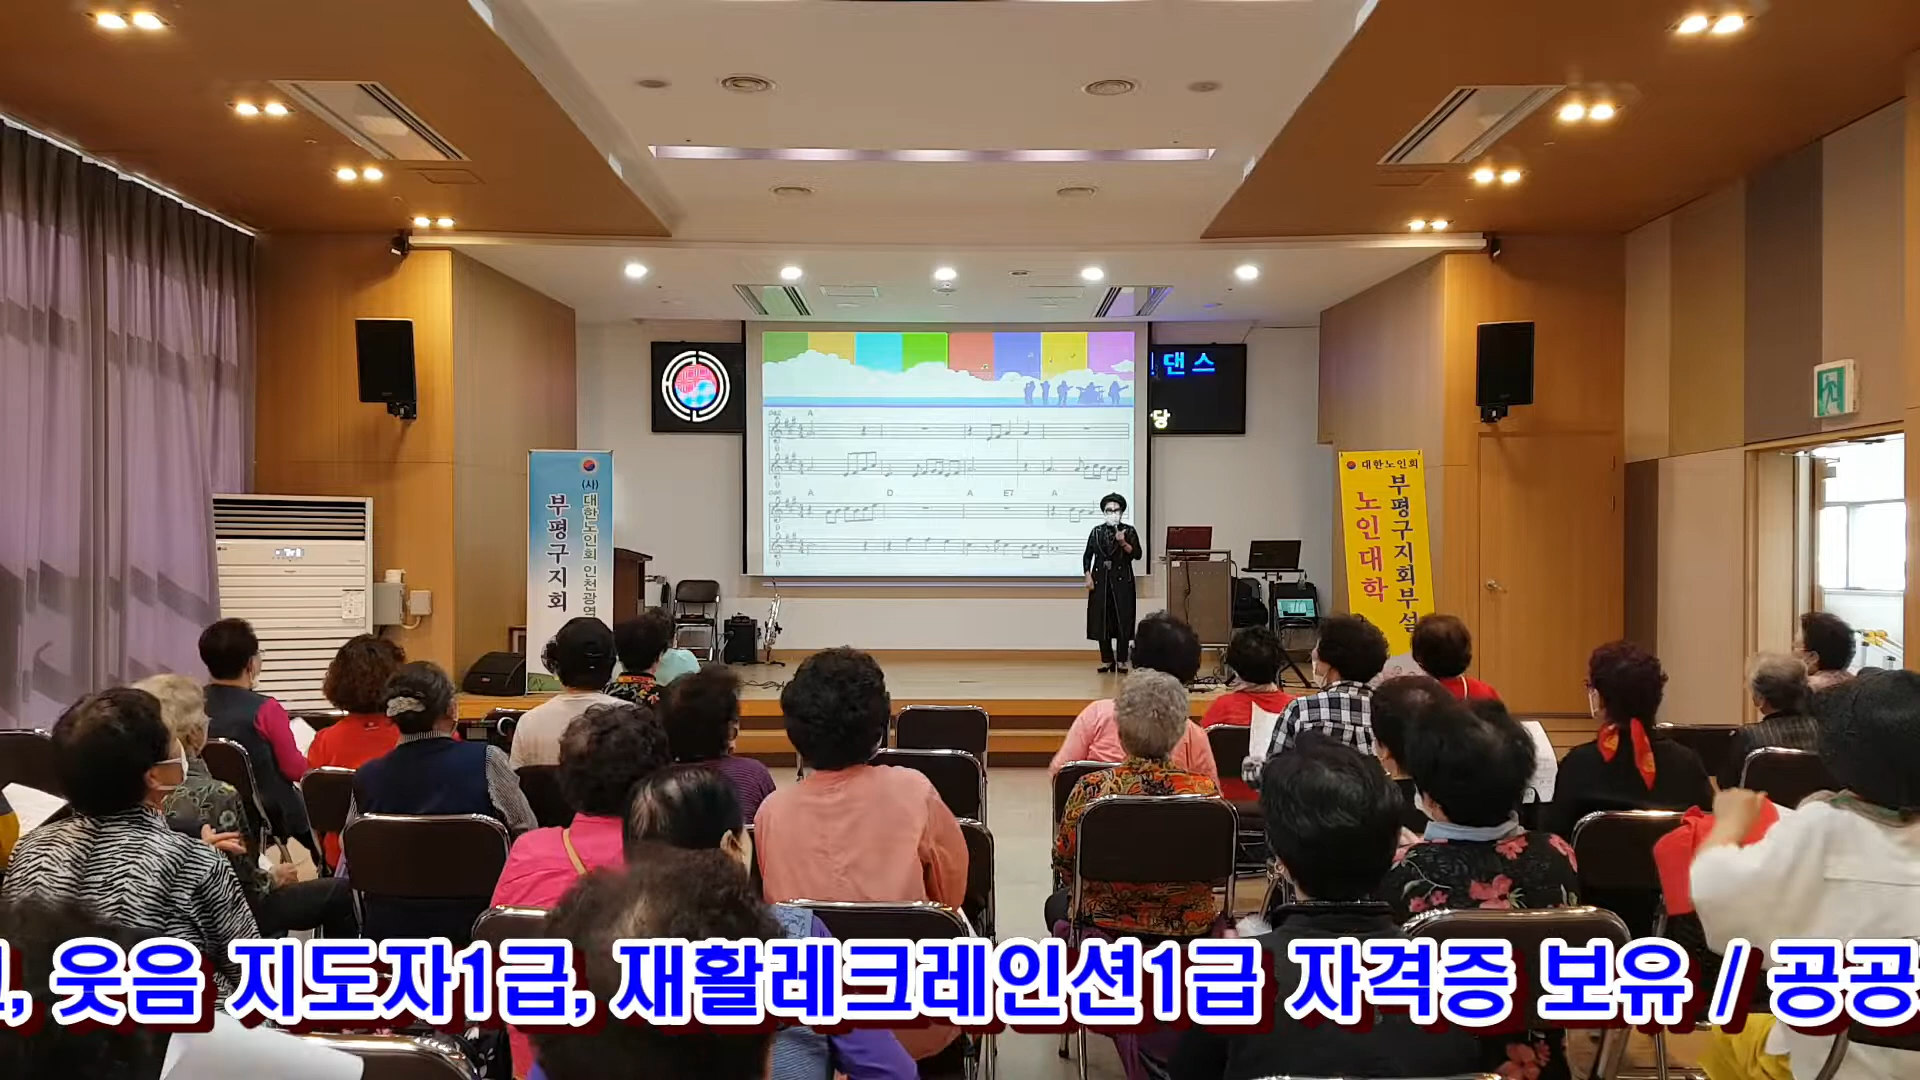 댄스
당
(사) 대한노인회 인천광역
부평구지회
대한노인회
부평구지회부설
노인대학
A
A D A E7 A
, 웃음 지도자1급, 재활레크레인션1급 자격증 보유 / 공공